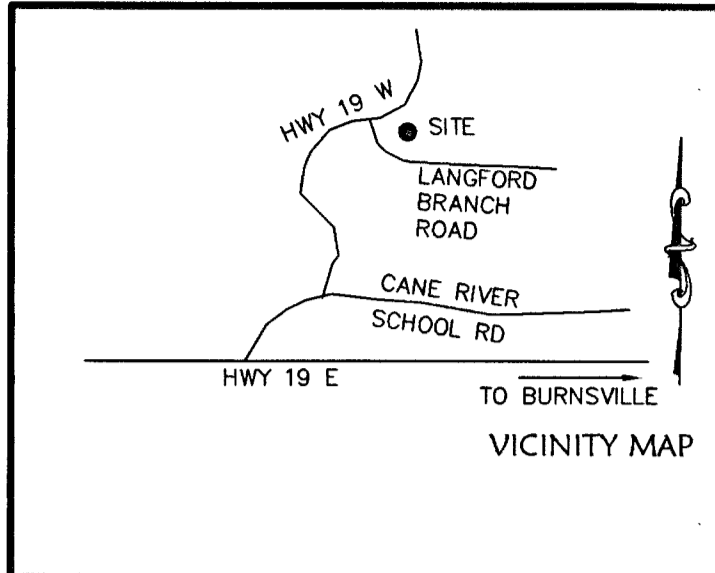 HWY 19 W
SITE
LANGFORD
BRANCH
ROAD
CANE RIVER
SCHOOL RD
HWY 19 E
TO BURNSVILLE
VICINITY MAP